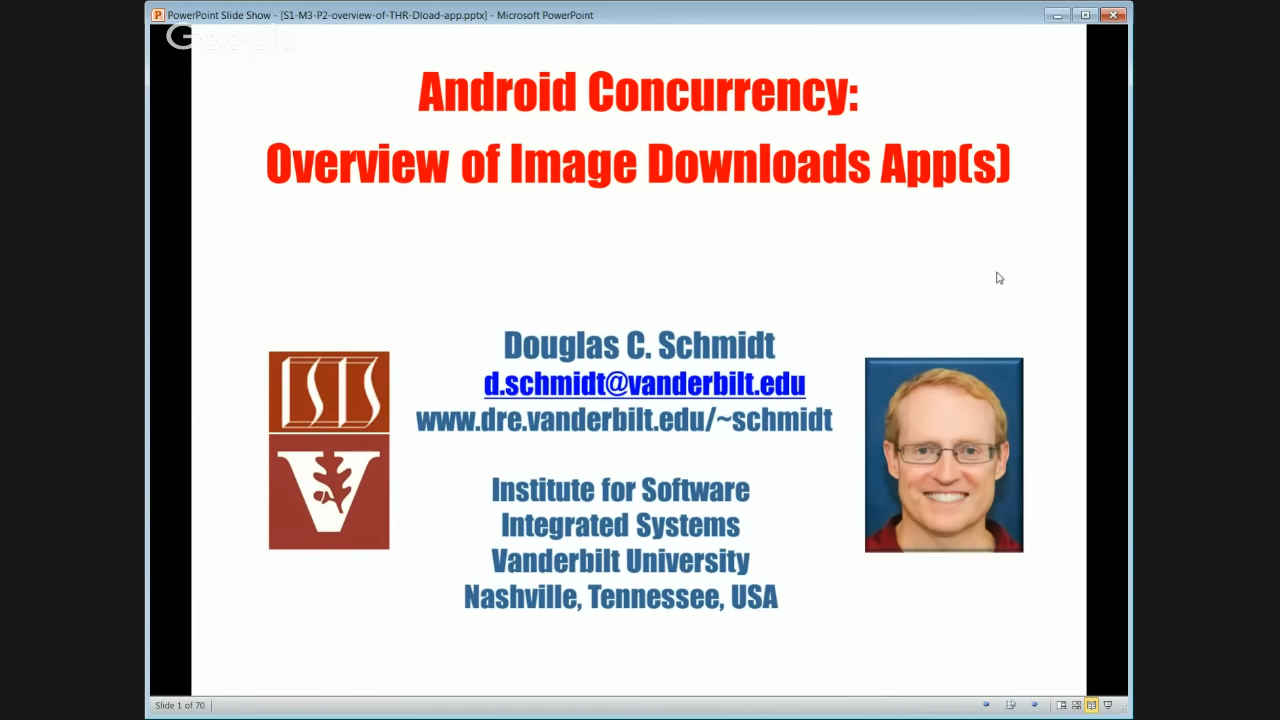 PowerPoint Slide Show - [S1-M3-P2-overview-of-THR-Dload-app.pptx] - Microsoft PowerPoint
Google
Android Concurrency:
Overview of Image Downloads App(s)
Douglas C. Schmidt
d.schmidt@vanderbilt.edu
www.dre.vanderbilt.edu/~schmidt
ISIS
V
Institute for Software
Integrated Systems
Vanderbilt University
Nashville, Tennessee, USA
Slide 1 of 70